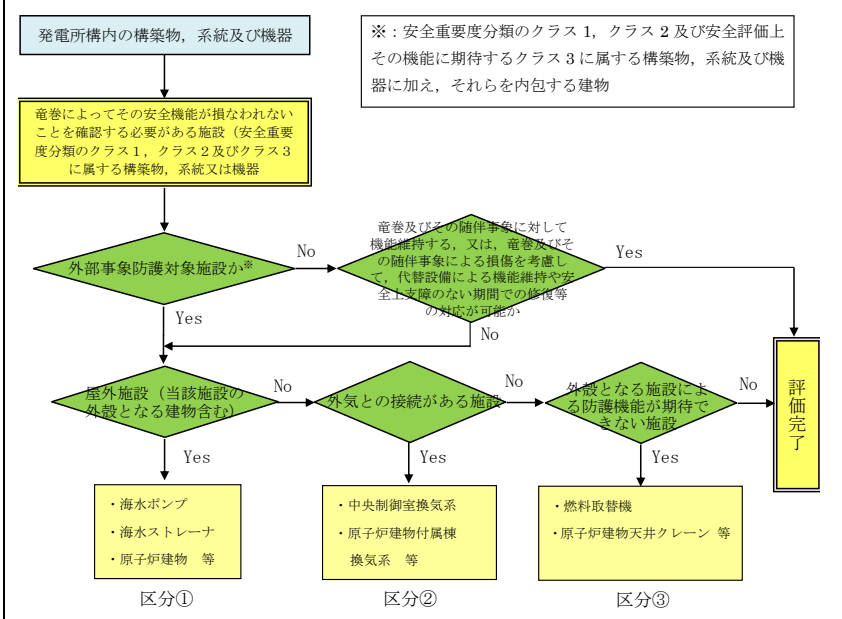 発電所構内の構築物，系統及び機器
※：安全重要度分類のクラス1，クラス2及び安全評価上
その機能に期待するクラス3に属する構築物，系統及び機
器に加え，それらを内包する建物
竜巻によってその安全機能が損なわれない
ことを確認する必要がある施設（安全重要
度分類のクラス１，クラス２及びクラス３
に属する構築物，系統又は機器
外部事象防護対象施設か※
No
竜巻及びその随伴事象に対して
機能維持する，又は，竜巻及びそ
の随伴事象による損傷を考慮し
て，代替設備による機能維持や安
全上支障のない期間での修復等
の対応が可能か
Yes
Yes
No
屋外施設（当該施設の
外殻となる建物含む）
No
外気との接続がある施設
No
外殻となる施設によ
る防護機能が期待で
きない施設
No
評価完了
Yes
Yes
Yes
・海水ポンプ
・海水ストレーナ
・原子炉建物　等
・中央制御室換気系
・原子炉建物付属棟
換気系　等
・燃料取替機
・原子炉建物天井クレーン 等
区分①
区分②
区分③